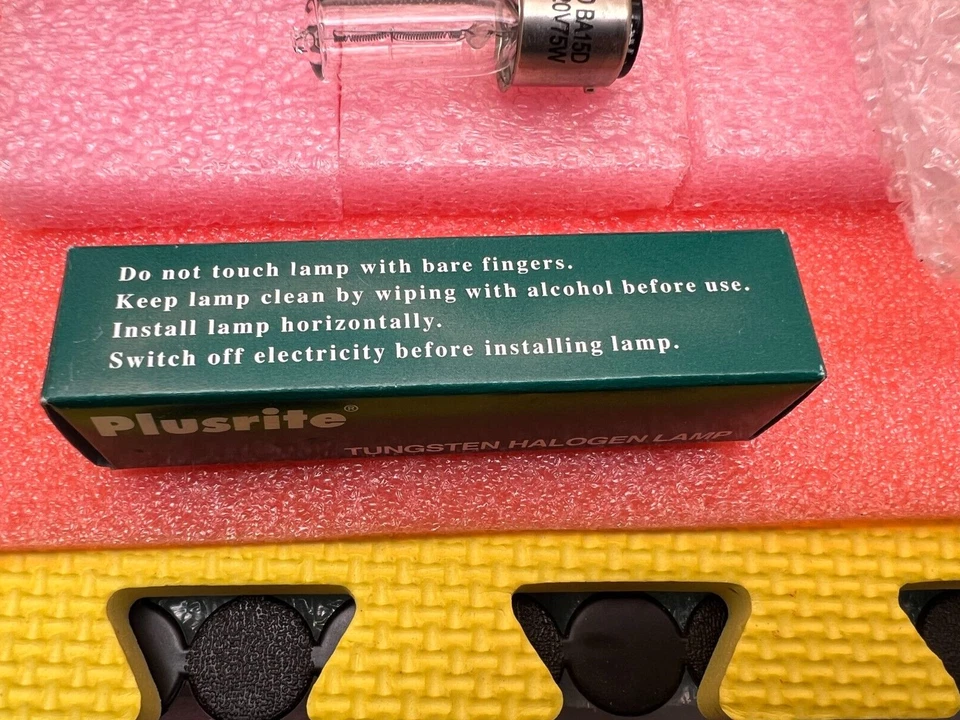 BA15D
0V75W
Do not touch lamp with bare fingers.
Keep lamp clean by wiping with alcohol before use.
Install lamp horizontally.
Switch off electricity before installing lamp.
Plusrite®
TUNGSTEN HALOGEN LAMP